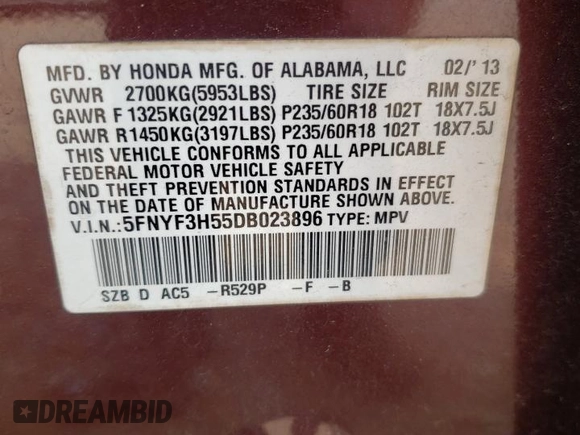 MFD. BY HONDA MFG. OF ALABAMA, LLC 02/'13
GVWR 2700KG(5953LBS) TIRE SIZE RIM SIZE
GAWR F 1325KG(2921LBS) P235/60R18 102T 18X7.5J
GAWR R1450KG(3197LBS) P235/60R18 102T 18X7.5J
THIS VEHICLE CONFORMS TO ALL APPLICABLE
FEDERAL MOTOR VEHICLE SAFETY
AND THEFT PREVENTION STANDARDS IN EFFECT
ON THE DATE OF MANUFACTURE SHOWN ABOVE.
V.I.N.:5FNYF3H55DB023896 TYPE: MPV
SZB D AC5 -R529P -F -B
DREAMBID